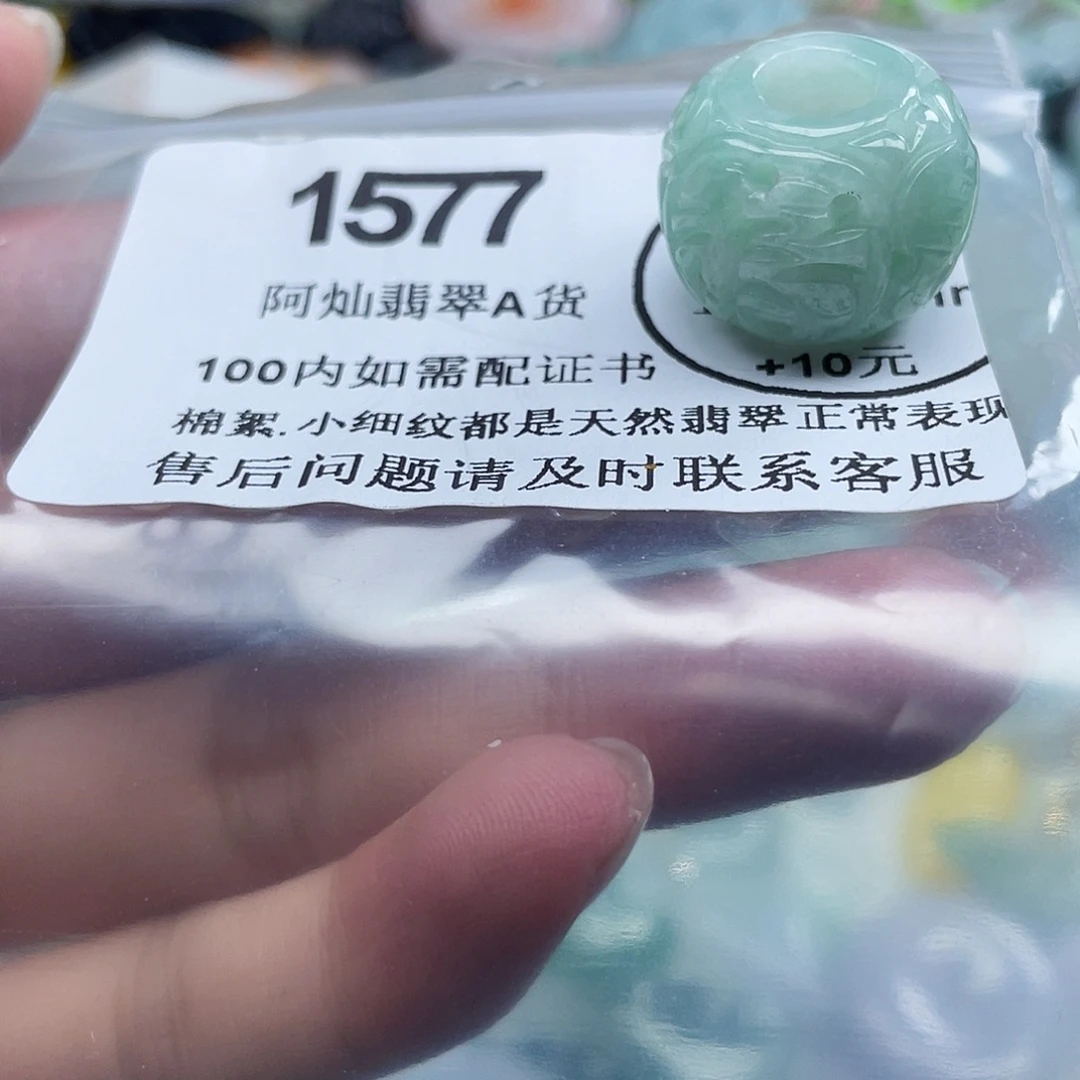 1577
阿灿翡翠A货
100内如需配证书
+10元
棉絮.小细纹都是天然翡翠正常表现
售后问题请及时联系客服